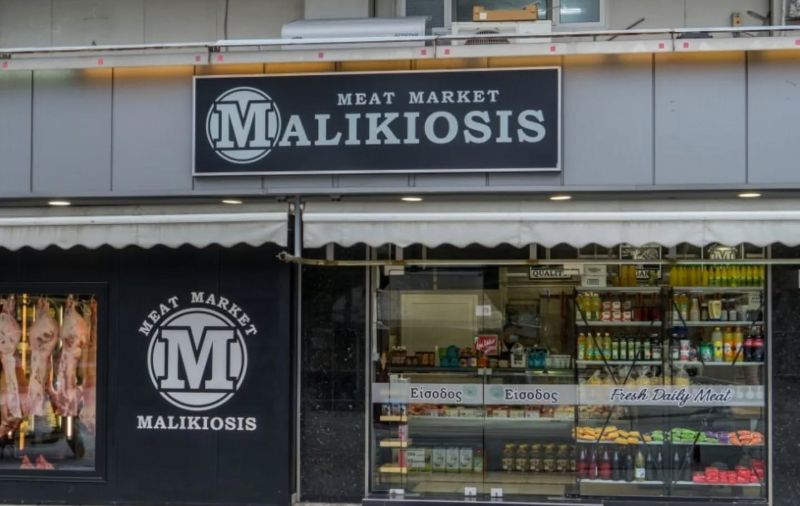 MEAT MARKET
MALIKIOSIS
MEAT MARKET
M
MALIKIOSIS
QUALITY
Είσοδος
Είσοδος
Fresh Daily Meat